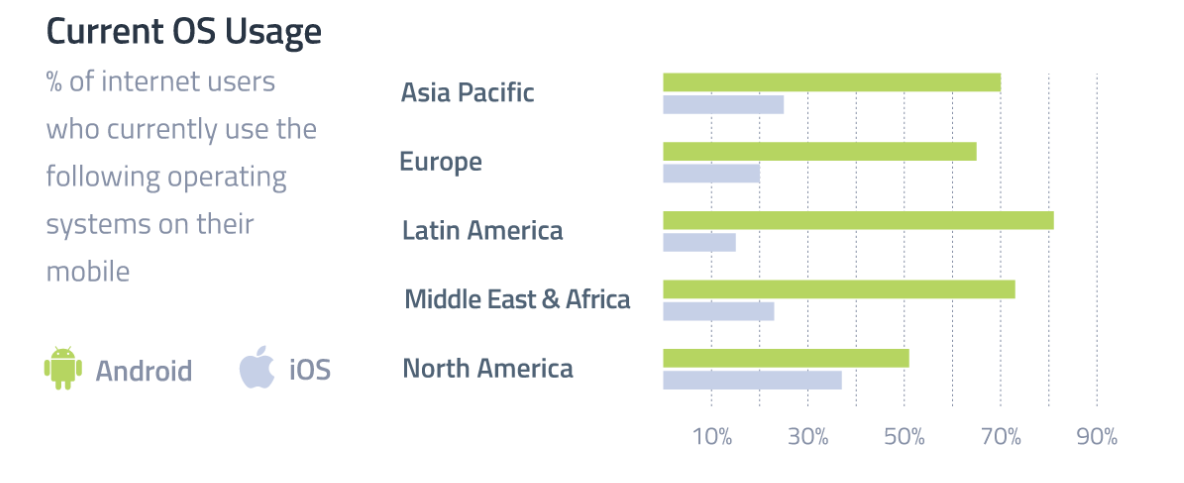 Current OS Usage
% of internet users
who currently use the
following operating
systems on their
mobile
Android
iOS
Asia Pacific
Europe
Latin America
Middle East & Africa
North America
10% 30% 50% 70% 90%